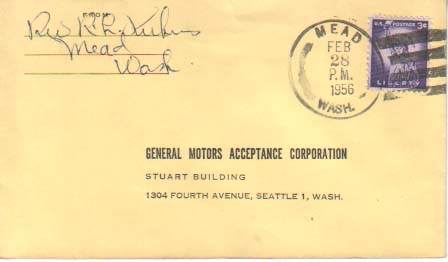 FROM
Mead
Wash
MEAD
FEB
28
P.M.
1956
WASH.
U.S. POSTAGE 3¢
LIBERTY
GENERAL MOTORS ACCEPTANCE CORPORATION
STUART BUILDING
1304 FOURTH AVENUE, SEATTLE 1, WASH.